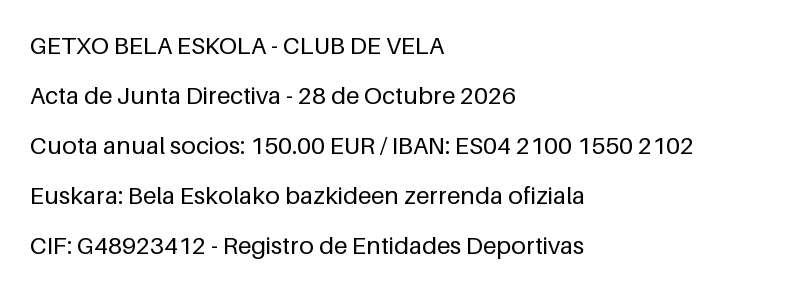 GETXO BELA ESKOLA - CLUB DE VELA
Acta de Junta Directiva - 28 de Octubre 2026
Cuota anual socios: 150.00 EUR / IBAN: ES04 2100 1550 2102
Euskara: Bela Eskolako bazkideen zerrenda ofiziala
CIF: G48923412 - Registro de Entidades Deportivas